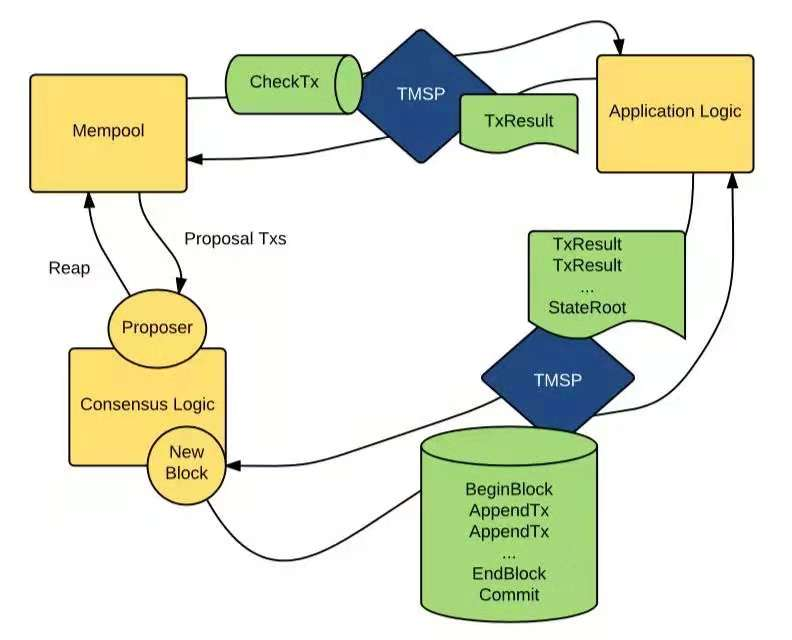 CheckTx
TMSP
Mempool
TxResult
Application Logic
Proposal Txs
Reap
TxResult
TxResult
...
StateRoot
Proposer
TMSP
Consensus Logic
New
Block
BeginBlock
AppendTx
AppendTx
...
EndBlock
Commit